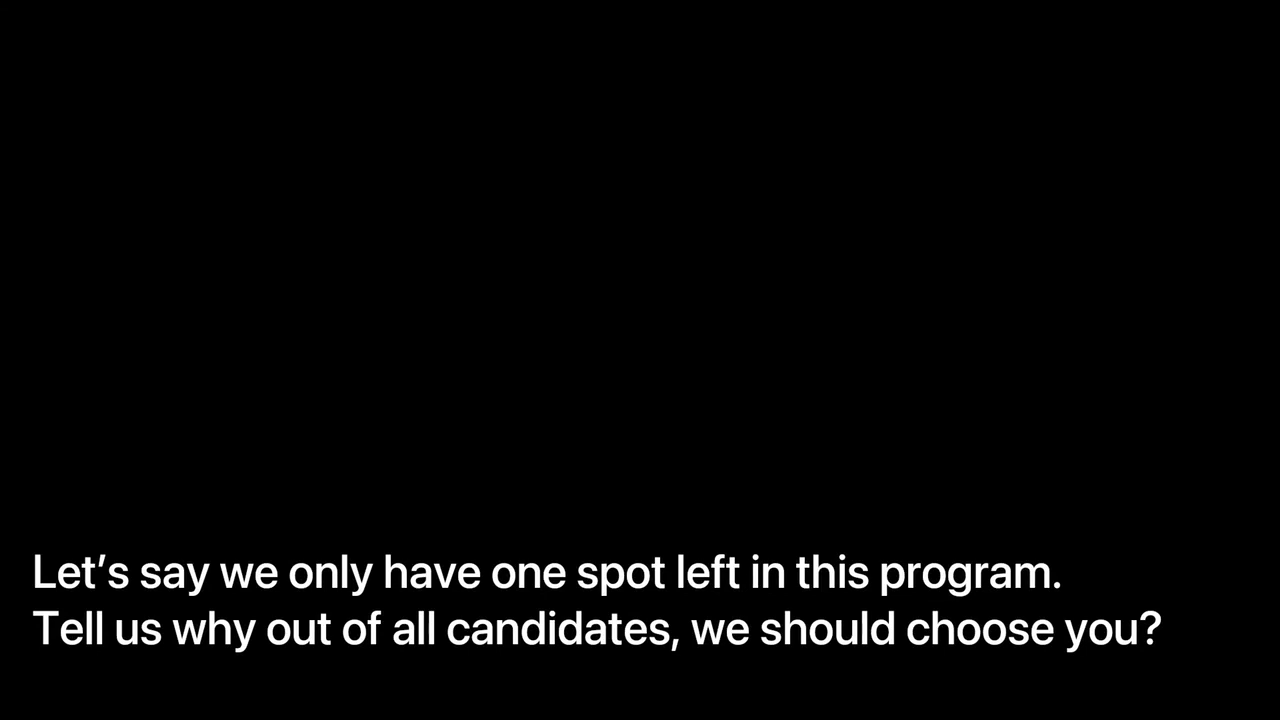 Let’s say we only have one spot left in this program.
Tell us why out of all candidates, we should choose you?